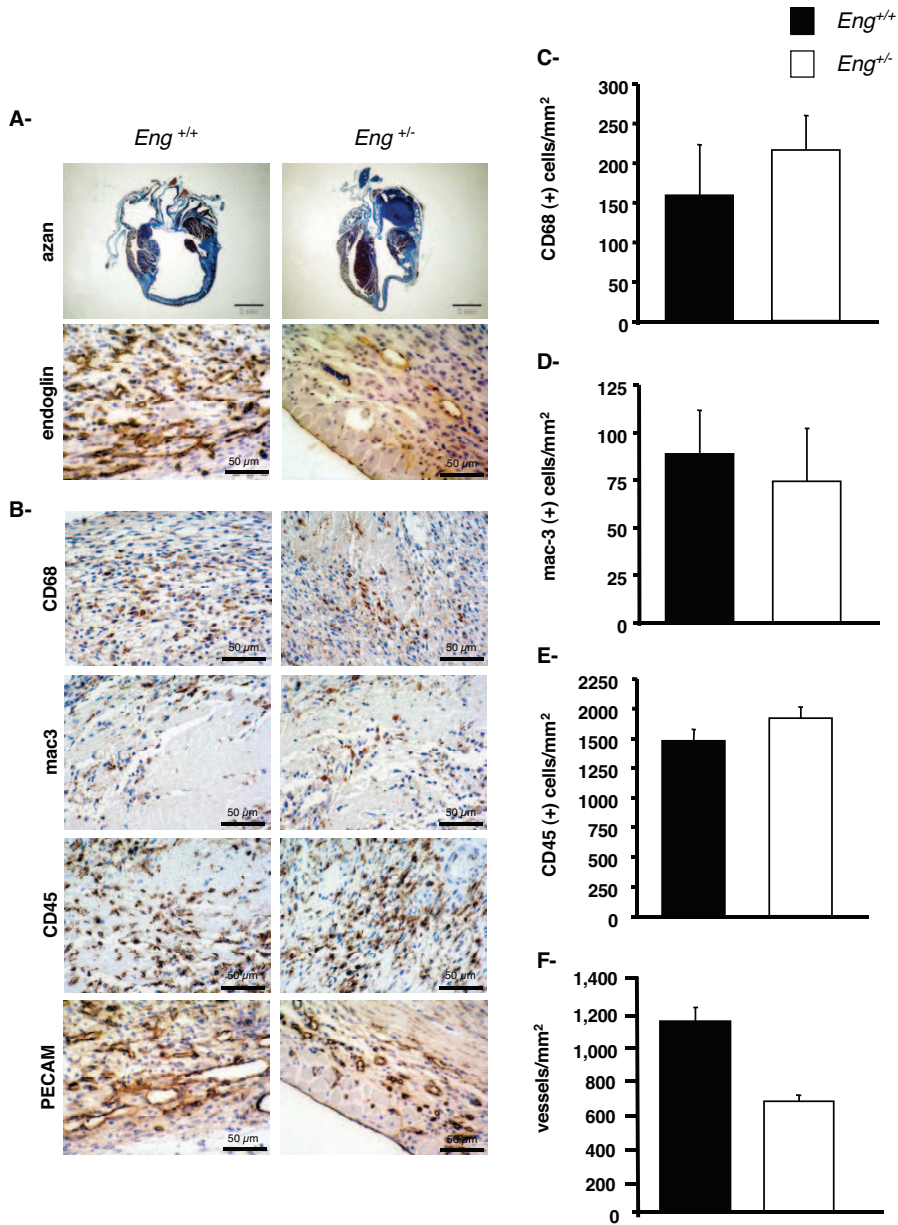 Eng+/+
Eng+/-
A-
Eng +/+
Eng +/-
azan
endoglin
50 µm
50 µm
B-
CD68
50 µm
50 µm
mac3
50 µm
50 µm
CD45
50 µm
50 µm
PECAM
50 µm
50 µm
C-
CD68 (+) cells/mm2
300
250
200
150
100
50
0
D-
mac-3 (+) cells/mm2
125
100
75
50
25
0
E-
CD45 (+) cells/mm2
2250
2000
1750
1500
1250
1000
750
500
250
0
F-
vessels/mm2
1,400
1,200
1,000
800
600
400
200
0